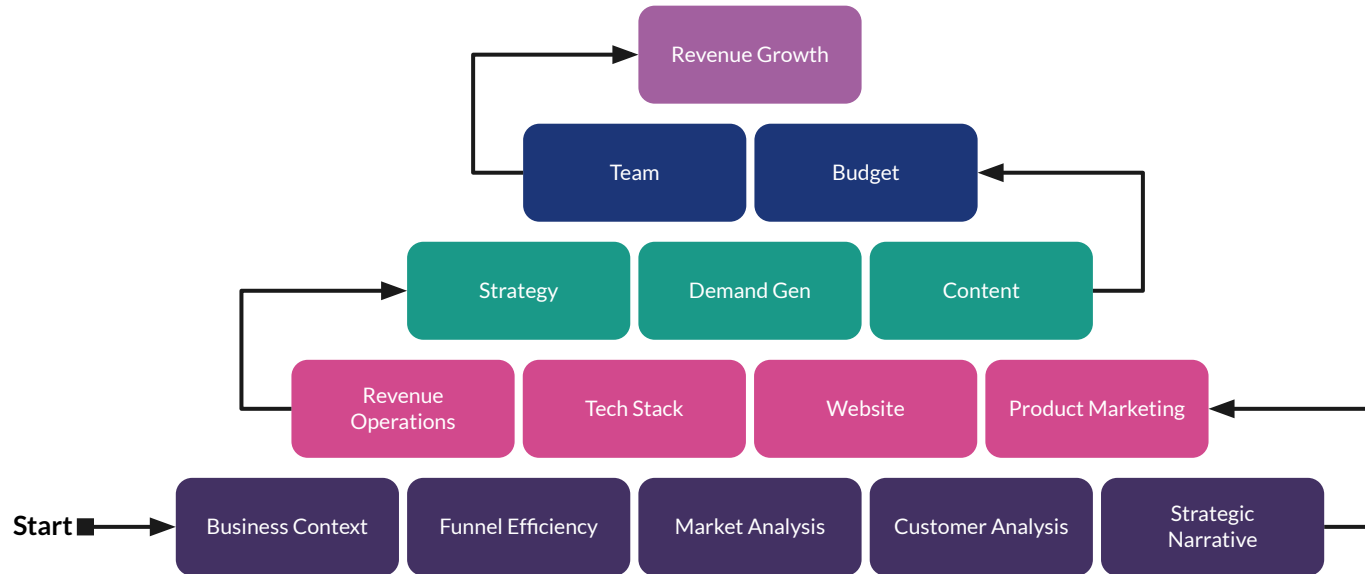 Revenue Growth
Team
Budget
Strategy
Demand Gen
Content
Revenue
Operations
Tech Stack
Website
Product Marketing
Start
Business Context
Funnel Efficiency
Market Analysis
Customer Analysis
Strategic
Narrative